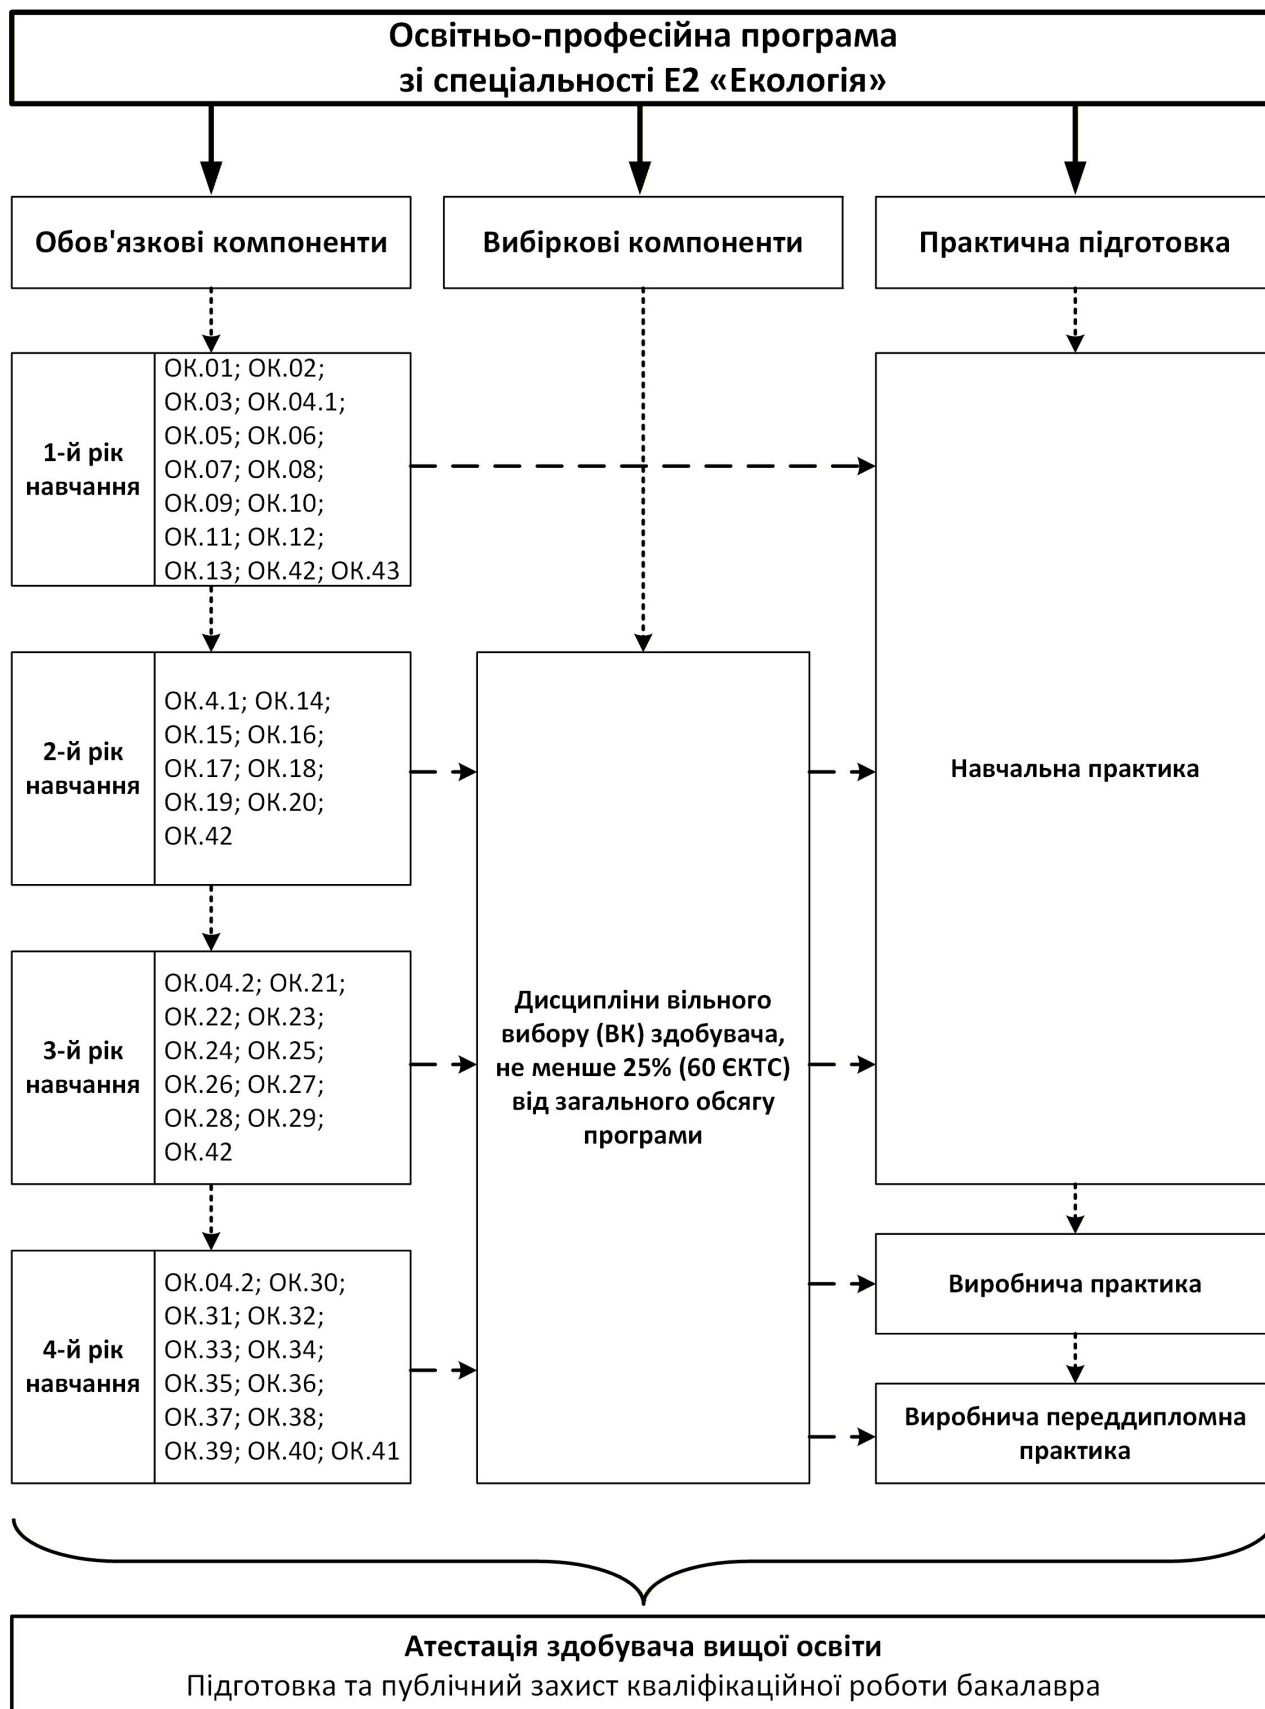 Освітньо-професійна програма
зі спеціальності Е2 «Екологія»
Обов'язкові компоненти
Вибіркові компоненти
Практична підготовка
1-й рік
навчання
ОК.01; ОК.02;
ОК.03; ОК.04.1;
ОК.05; ОК.06;
ОК.07; ОК.08;
ОК.09; ОК.10;
ОК.11; ОК.12;
ОК.13; ОК.42; ОК.43
2-й рік
навчання
ОК.4.1; ОК.14;
ОК.15; ОК.16;
ОК.17; ОК.18;
ОК.19; ОК.20;
ОК.42
Навчальна практика
3-й рік
навчання
ОК.04.2; ОК.21;
ОК.22; ОК.23;
ОК.24; ОК.25;
ОК.26; ОК.27;
ОК.28; ОК.29;
ОК.42
Дисципліни вільного
вибору (ВК) здобувача,
не менше 25% (60 ЄКТС)
від загального обсягу
програми
4-й рік
навчання
ОК.04.2; ОК.30;
ОК.31; ОК.32;
ОК.33; ОК.34;
ОК.35; ОК.36;
ОК.37; ОК.38;
ОК.39; ОК.40; ОК.41
Виробнича практика
Виробнича переддипломна
практика
Атестація здобувача вищої освіти
Підготовка та публічний захист кваліфікаційної роботи бакалавра